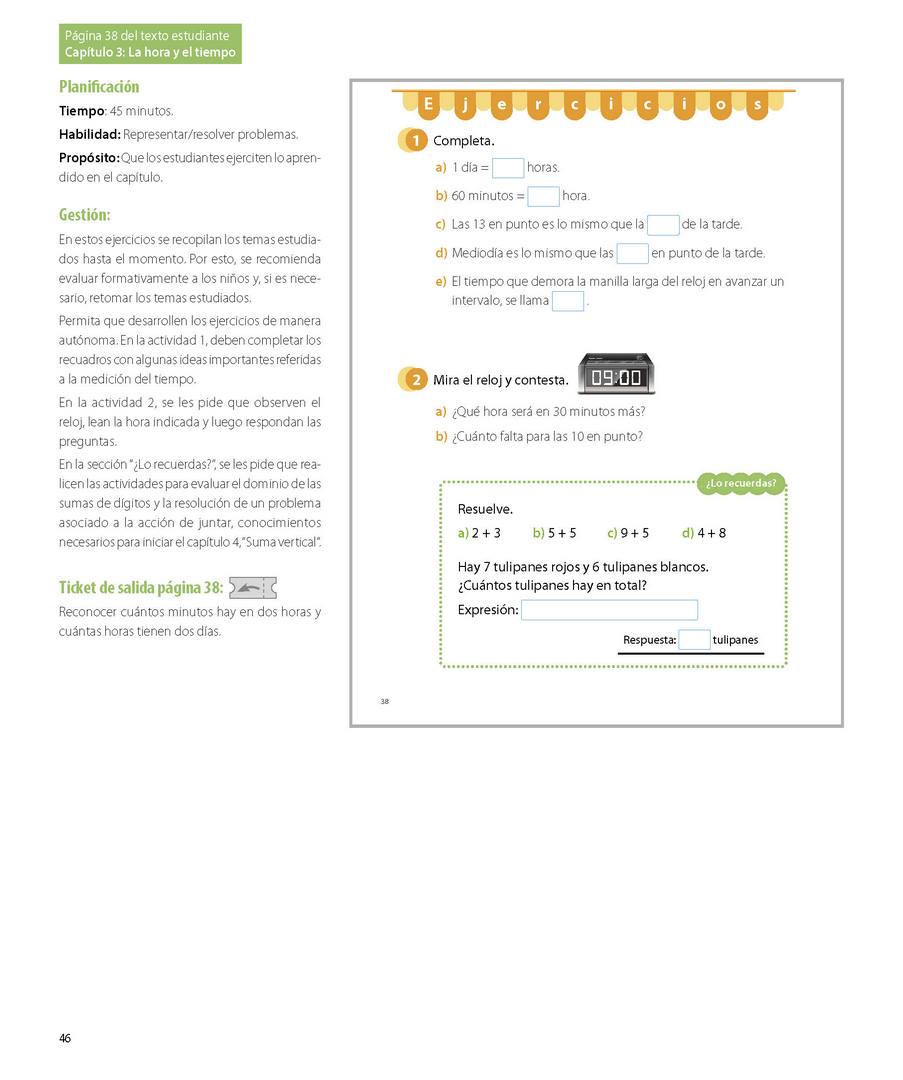 Página 38 del texto estudiante
Capítulo 3: La hora y el tiempo
Planificación
Tiempo: 45 minutos.
Habilidad: Representar/resolver problemas.
Propósito: Que los estudiantes ejerciten lo apren-
dido en el capítulo.
Gestión:
En estos ejercicios se recopilan los temas estudia-
dos hasta el momento. Por esto, se recomienda
evaluar formativamente a los niños y, si es nece-
sario, retomar los temas estudiados.
Permita que desarrollen los ejercicios de manera
autónoma. En la actividad 1, deben completar los
recuadros con algunas ideas importantes referidas
a la medición del tiempo.
En la actividad 2, se les pide que observen el
reloj, lean la hora indicada y luego respondan las
preguntas.
En la sección "¿Lo recuerdas?", se les pide que rea-
licen las actividades para evaluar el dominio de las
sumas de dígitos y la resolución de un problema
asociado a la acción de juntar, conocimientos
necesarios para iniciar el capítulo 4, "Suma vertical".
Ticket de salida página 38:
Reconocer cuántos minutos hay en dos horas y
cuántas horas tienen dos días.
Ejercicios
1 Completa.
a) 1 día = horas.
b) 60 minutos = hora.
c) Las 13 en punto es lo mismo que la de la tarde.
d) Mediodía es lo mismo que las en punto de la tarde.
e) El tiempo que demora la manilla larga del reloj en avanzar un
intervalo, se llama .
2 Mira el reloj y contesta. 09:00
a) ¿Qué hora será en 30 minutos más?
b) ¿Cuánto falta para las 10 en punto?
¿Lo recuerdas?
Resuelve.
a) 2 + 3 b) 5 + 5 c) 9 + 5 d) 4 + 8
Hay 7 tulipanes rojos y 6 tulipanes blancos.
¿Cuántos tulipanes hay en total?
Expresión:
Respuesta: tulipanes
38
46